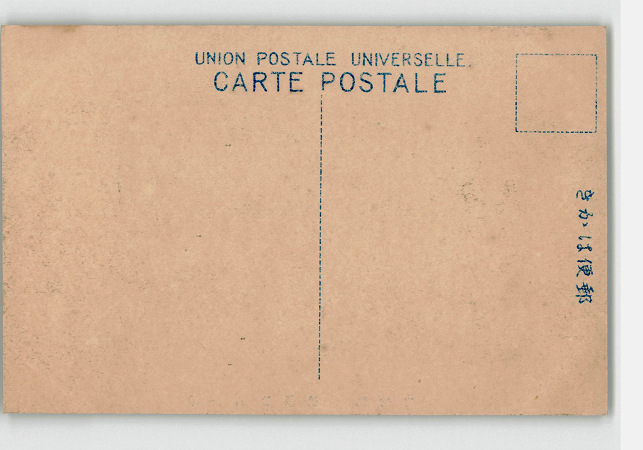 UNION POSTALE UNIVERSELLE.
CARTE POSTALE
きかは便郵